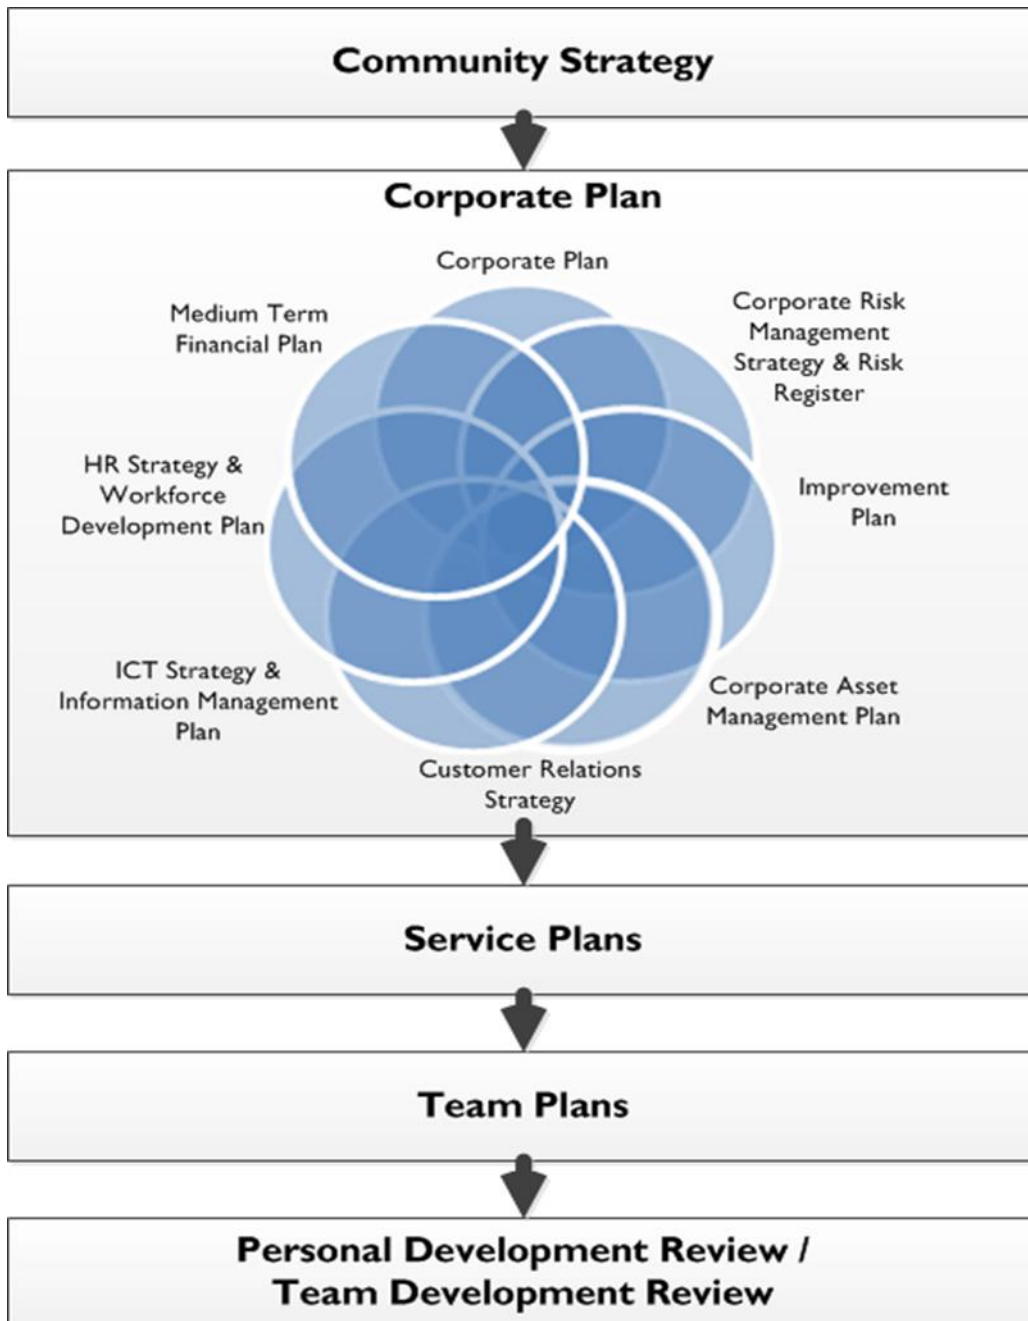 Community Strategy
Corporate Plan
Corporate Plan
Medium Term
Financial Plan
Corporate Risk
Management
Strategy & Risk
Register
HR Strategy &
Workforce
Development Plan
Improvement
Plan
ICT Strategy &
Information Management
Plan
Corporate Asset
Management Plan
Customer Relations
Strategy
Service Plans
Team Plans
Personal Development Review /
Team Development Review